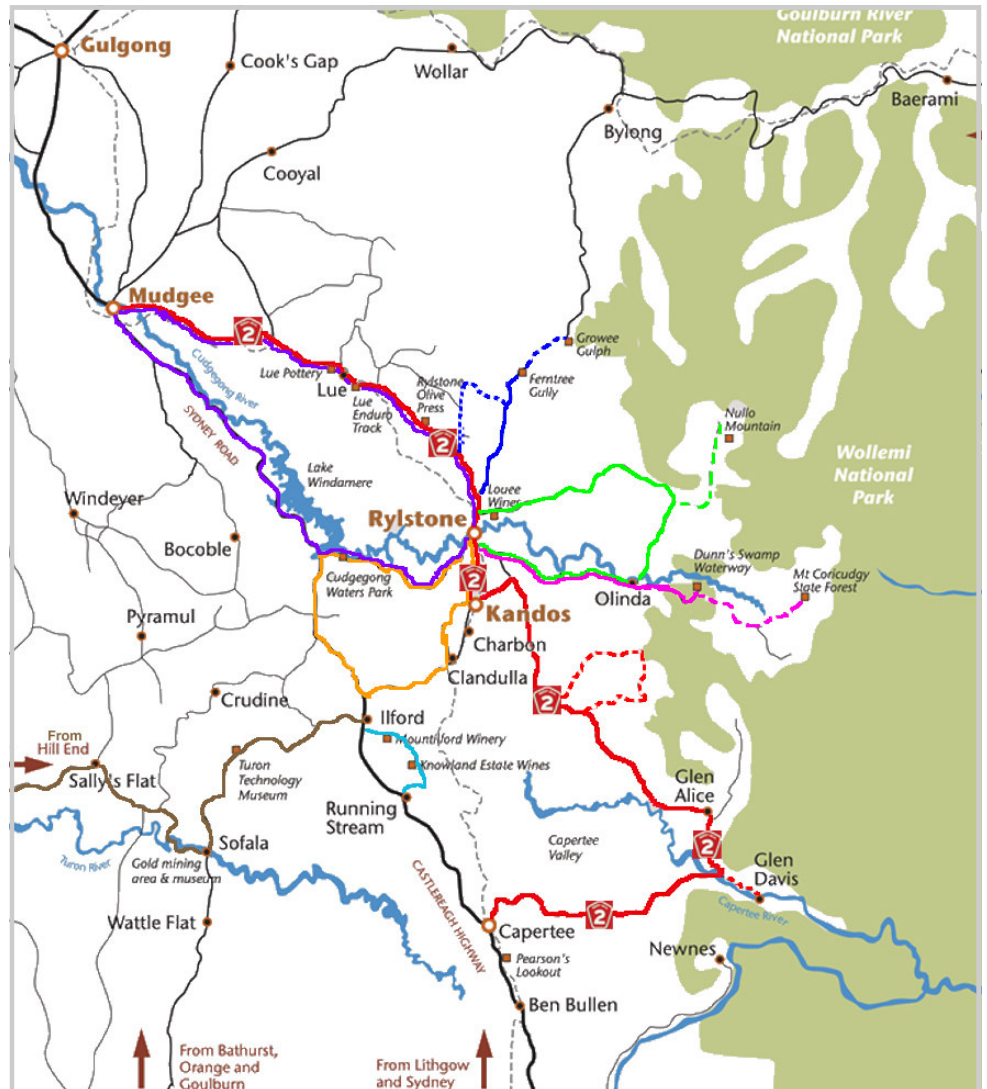 Goulburn River
National Park
Gulgong
Cook's Gap
Wollar
Baerami
Bylong
Cooyal
Mudgee
2
Growee
Gulph
Cudgegong
River
Lue Pottery
Lue
Lue
Enduro
Track
Rylstone
Olive
Press
Ferntree
Gully
Nullo
Mountain
SYDNEY ROAD
2
Wollemi
National
Park
Lake
Windamere
Louee
Winer
Windeyer
Rylstone
Bocoble
Cudgegong
Waters Park
2
Dunn's Swamp
Waterway
Mt Coricudgy
State Forest
Olinda
Kandos
Pyramul
Charbon
Clandulla
Crudine
2
Ilford
From
Hill End
Mount Ilford Winery
Sally's Flat
Turon
Technology
Museum
Knowland Estate Wines
Glen
Alice
Running
Stream
Turon River
Sofala
Capertee
Valley
2
Glen
Davis
Gold mining
area & museum
CASTLEREAGH HIGHWAY
Capertee River
2
Wattle Flat
Capertee
Newnes
Pearson's
Lookout
Ben Bullen
From Bathurst,
Orange and
Goulburn
From Lithgow
and Sydney